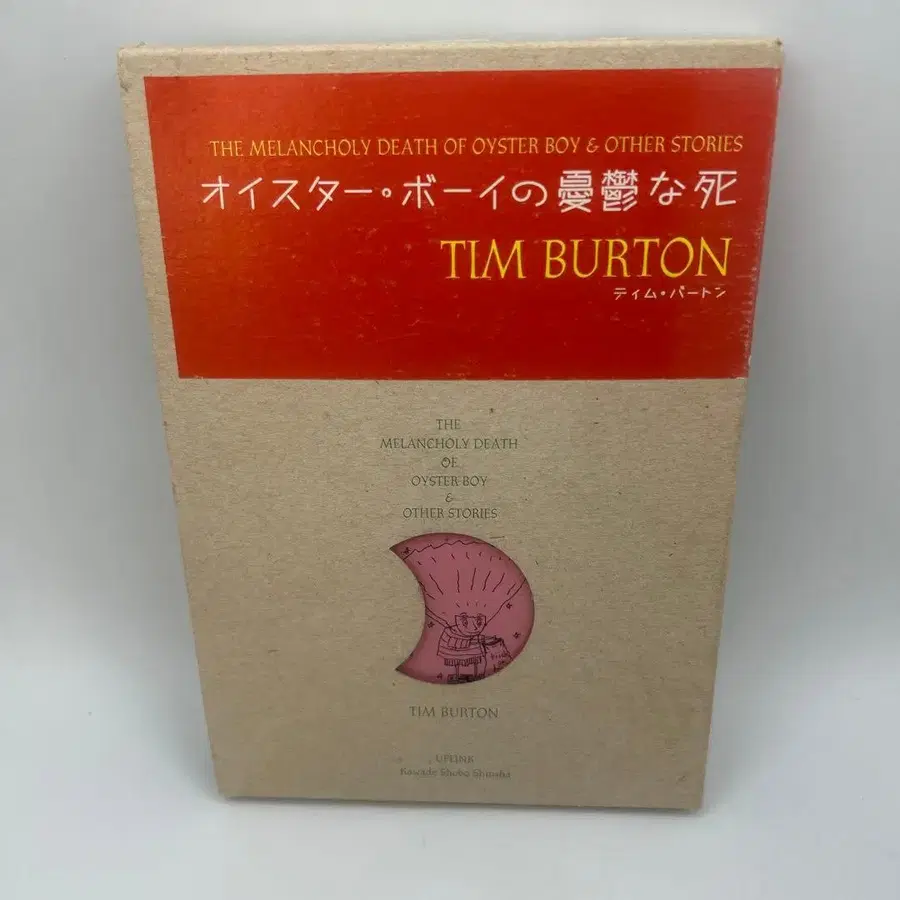 THE MELANCHOLY DEATH OF OYSTER BOY & OTHER STORIES
オイスター・ボーイの憂鬱な死
TIM BURTON
ティム・バートン
THE
MELANCHOLY DEATH
OF
OYSTER BOY
&
OTHER STORIES
TIM BURTON
UPLINK
Kawade Shobo Shinsha